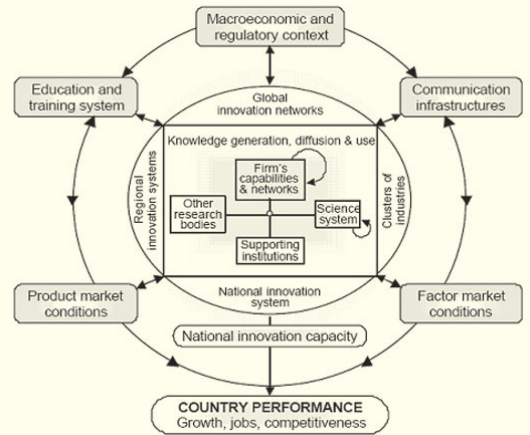 Macroeconomic and
regulatory context
Education and
training system
Communication
infrastructures
Global
innovation networks
Knowledge generation, diffusion & use
Regional
innovation systems
Clusters of
industries
Firm's
capabilities
& networks
Other
research
bodies
Science
system
Supporting
institutions
National innovation
system
Product market
conditions
Factor market
conditions
National innovation capacity
COUNTRY PERFORMANCE
Growth, jobs, competitiveness